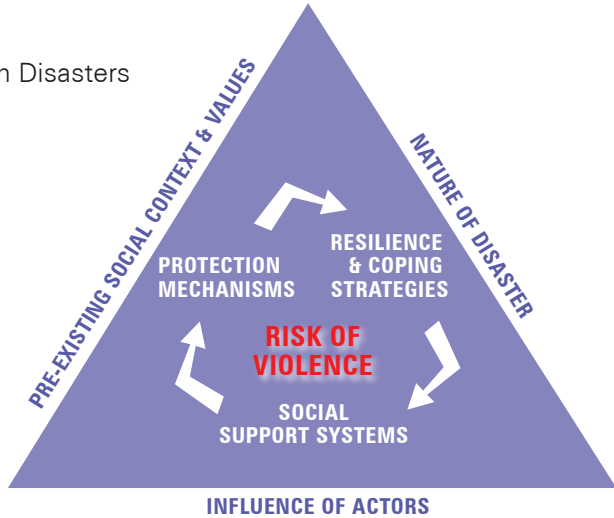 n Disasters
PRE-EXISTING SOCIAL CONTEXT & VALUES
NATURE OF DISASTER
PROTECTION
MECHANISMS
RESILIENCE
& COPING
STRATEGIES
RISK OF
VIOLENCE
SOCIAL
SUPPORT SYSTEMS
INFLUENCE OF ACTORS